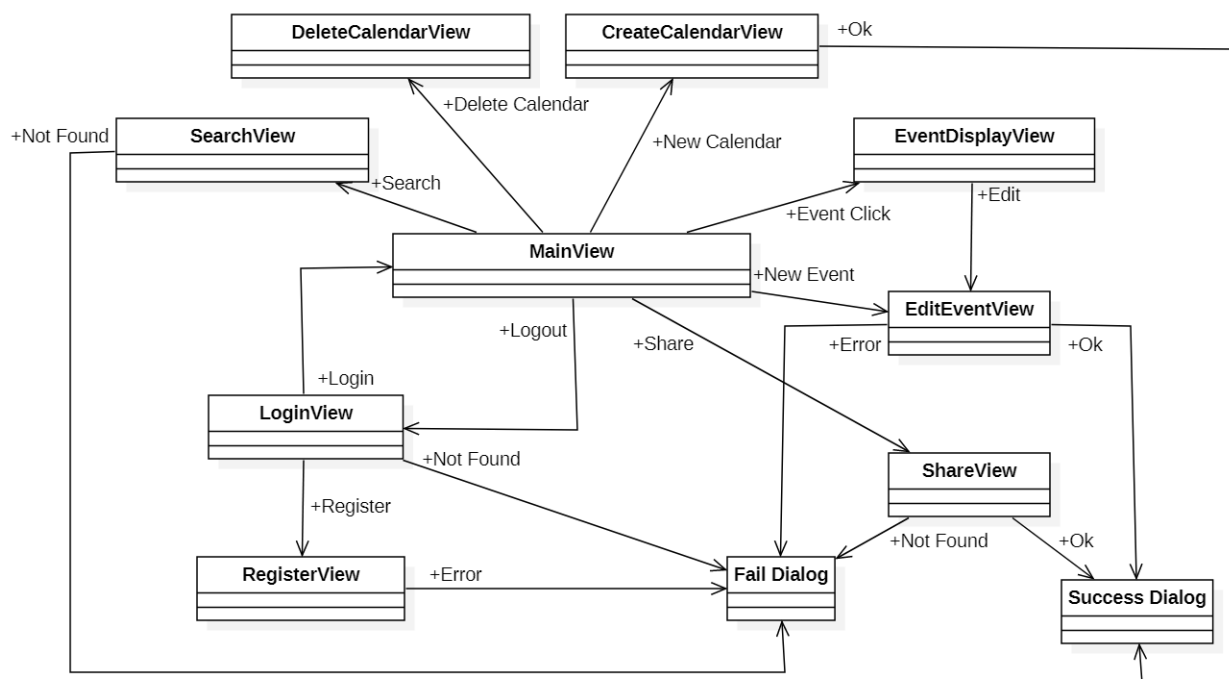 DeleteCalendarView
CreateCalendarView
+Ok
+Delete Calendar
+Not Found
SearchView
+New Calendar
EventDisplayView
+Search
+Event Click
+Edit
MainView
+New Event
EditEventView
+Logout
+Share
+Error
+Ok
+Login
LoginView
+Not Found
ShareView
+Register
+Not Found
+Ok
RegisterView
+Error
Fail Dialog
Success Dialog